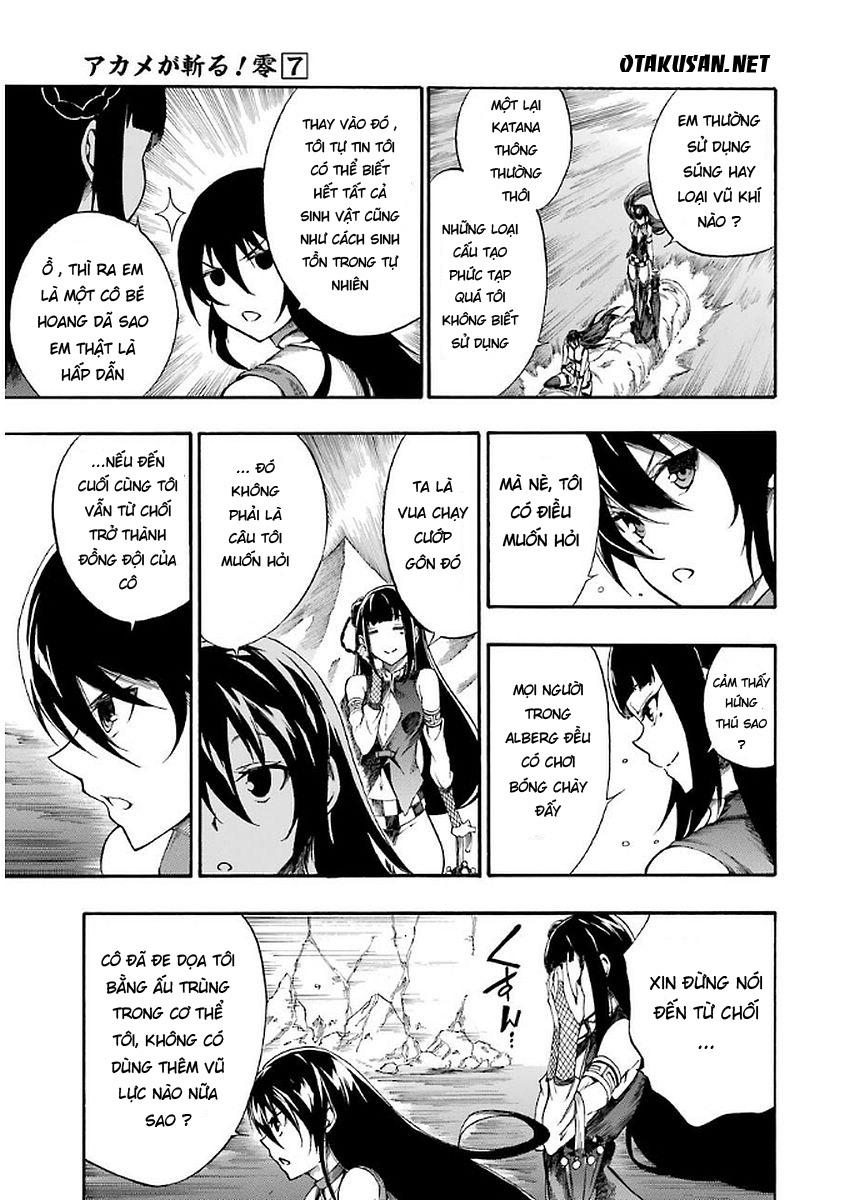 アカメが斬る！零 7
OTAKUSAN.NET
EM THƯỜNG
SỬ DỤNG
SÚNG HAY
LOẠI VŨ KHÍ
NÀO ?
MỘT LẠI
KATANA
THÔNG
THƯỜNG
THÔI
NHỮNG LOẠI
CẤU TẠO
PHỨC TẠP
QUÁ TÔI
KHÔNG BIẾT
SỬ DỤNG
THAY VÀO ĐÓ ,
TÔI TỰ TIN TÔI
CÓ THỂ BIẾT
HẾT TẤT CẢ
SINH VẬT CŨNG
NHƯ CÁCH SINH
TỒN TRONG TỰ
NHIÊN
Ồ , THÌ RA EM
LÀ MỘT CÔ BÉ
HOANG DÃ SAO
EM THẬT LÀ
HẤP DẪN
MÀ NÈ, TÔI
CÓ ĐIỀU
MUỐN HỎI
CẢM THẤY
HỨNG
THÚ SAO
?
MỌI NGƯỜI
TRONG
ALBERG ĐỀU
CÓ CHƠI
BÓNG CHÀY
ĐẤY
TA LÀ
VUA CHẠY
CƯỚP
GÔN ĐÓ
... ĐÓ
KHÔNG
PHẢI LÀ
CÂU TÔI
MUỐN HỎI
...NẾU ĐẾN
CUỐI CÙNG TÔI
VẪN TỪ CHỐI
TRỞ THÀNH
ĐỒNG ĐỘI CỦA
CÔ
XIN ĐỪNG NÓI
ĐẾN TỪ CHỐI
...
くすん…
CÔ ĐÃ ĐE DỌA TÔI
BẰNG ẤU TRÙNG
TRONG CƠ THỂ
TÔI, KHÔNG CÓ
DÙNG THÊM VŨ
LỰC NÀO NỮA
SAO ?